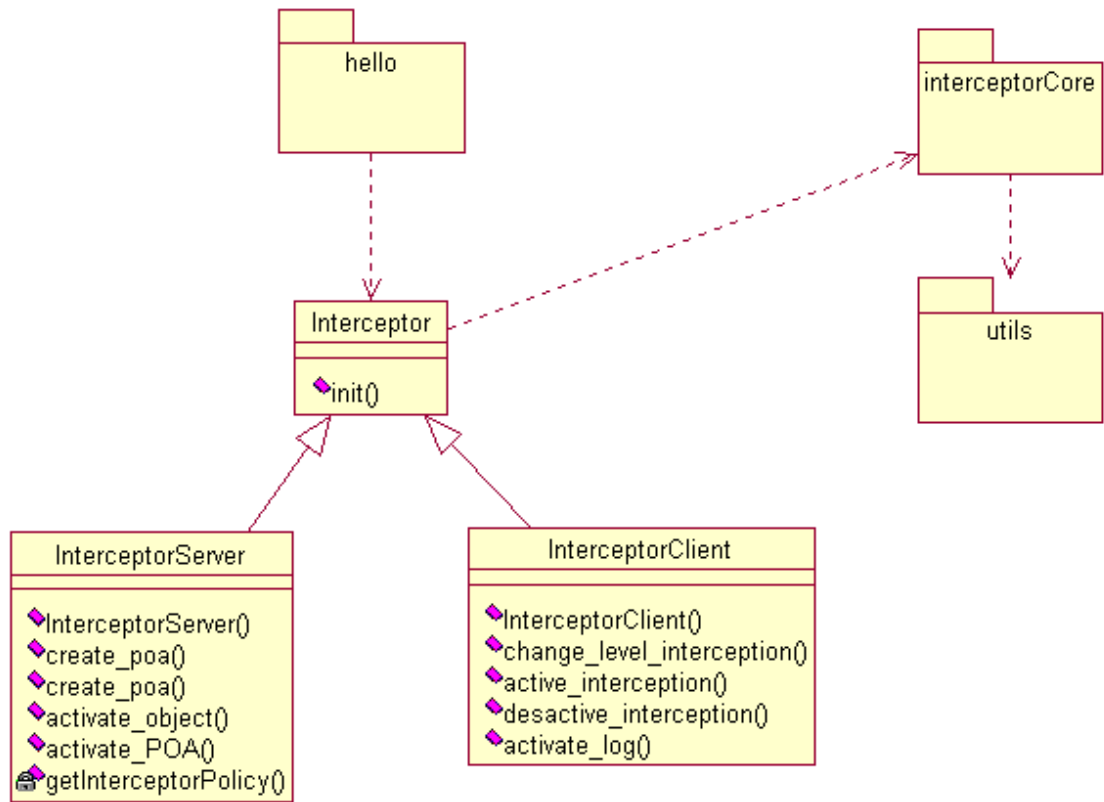 hello
interceptorCore
Interceptor
init()
utils
InterceptorServer
InterceptorServer()
create_poa()
create_poa()
activate_object()
activate_POA()
getInterceptorPolicy()
InterceptorClient
InterceptorClient()
change_level_interception()
active_interception()
desactive_interception()
activate_log()